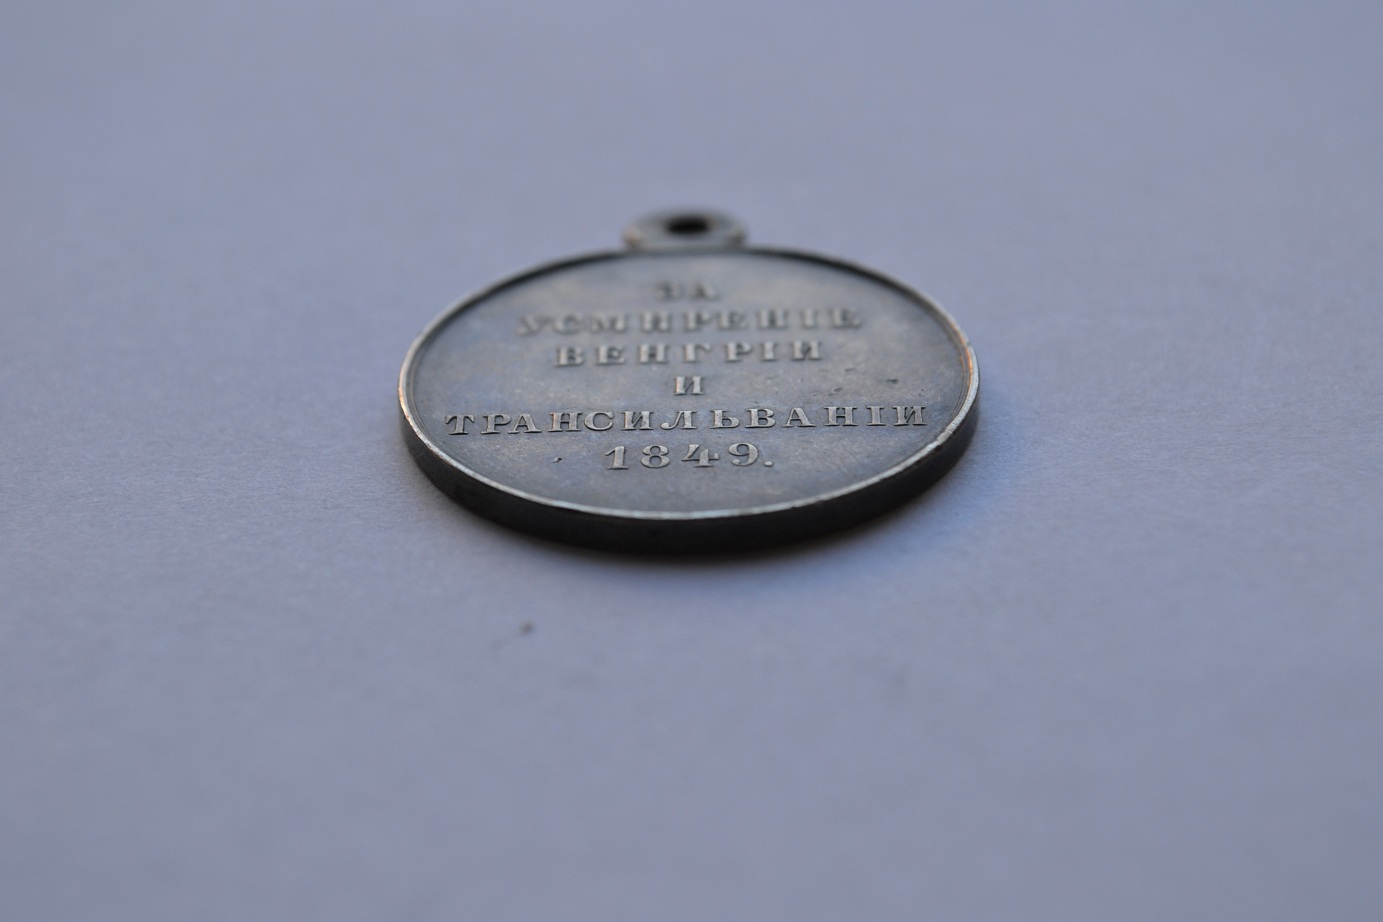 ЗА
УСМИРЕНІЕ
ВЕНГРІИ
И
ТРАНСИЛЬВАНІИ
1849.